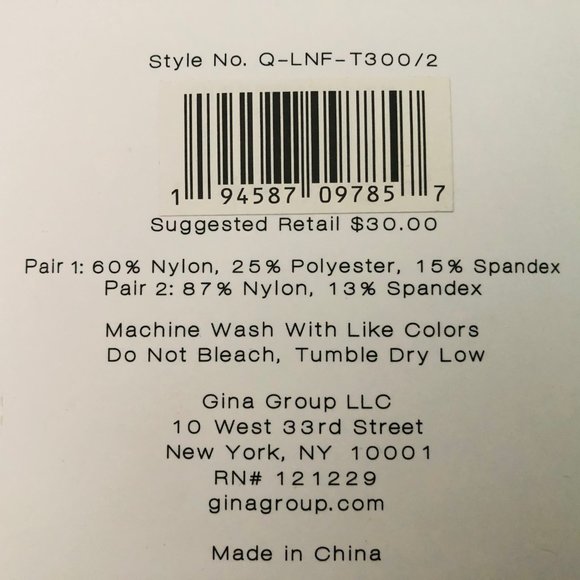 Style No. Q-LNF-T300/2
1 94587 09785 7
Suggested Retail $30.00
Pair 1: 60% Nylon, 25% Polyester, 15% Spandex
Pair 2: 87% Nylon, 13% Spandex
Machine Wash With Like Colors
Do Not Bleach, Tumble Dry Low
Gina Group LLC
10 West 33rd Street
New York, NY 10001
RN# 121229
ginagroup.com
Made in China